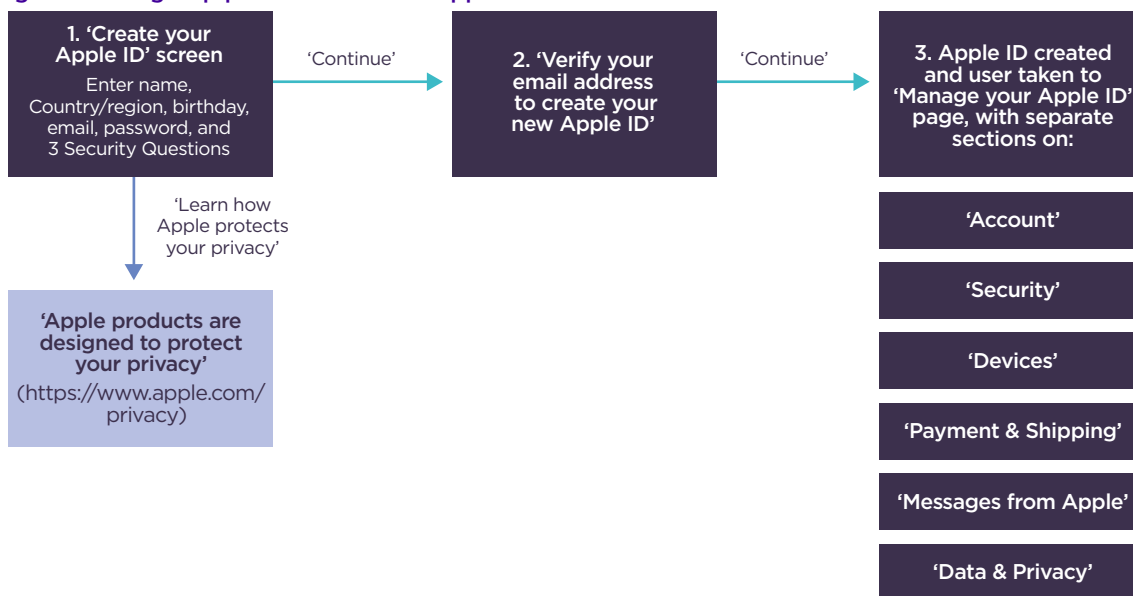 1. ‘Create your
Apple ID’ screen
Enter name,
Country/region, birthday,
email, password, and
3 Security Questions
‘Continue’
2. ‘Verify your
email address
to create your
new Apple ID’
‘Continue’
3. Apple ID created
and user taken to
‘Manage your Apple ID’
page, with separate
sections on:
‘Learn how
Apple protects
your privacy’
‘Apple products are
designed to protect
your privacy’
(https://www.apple.com/
privacy)
‘Account’
‘Security’
‘Devices’
‘Payment & Shipping’
‘Messages from Apple’
‘Data & Privacy’